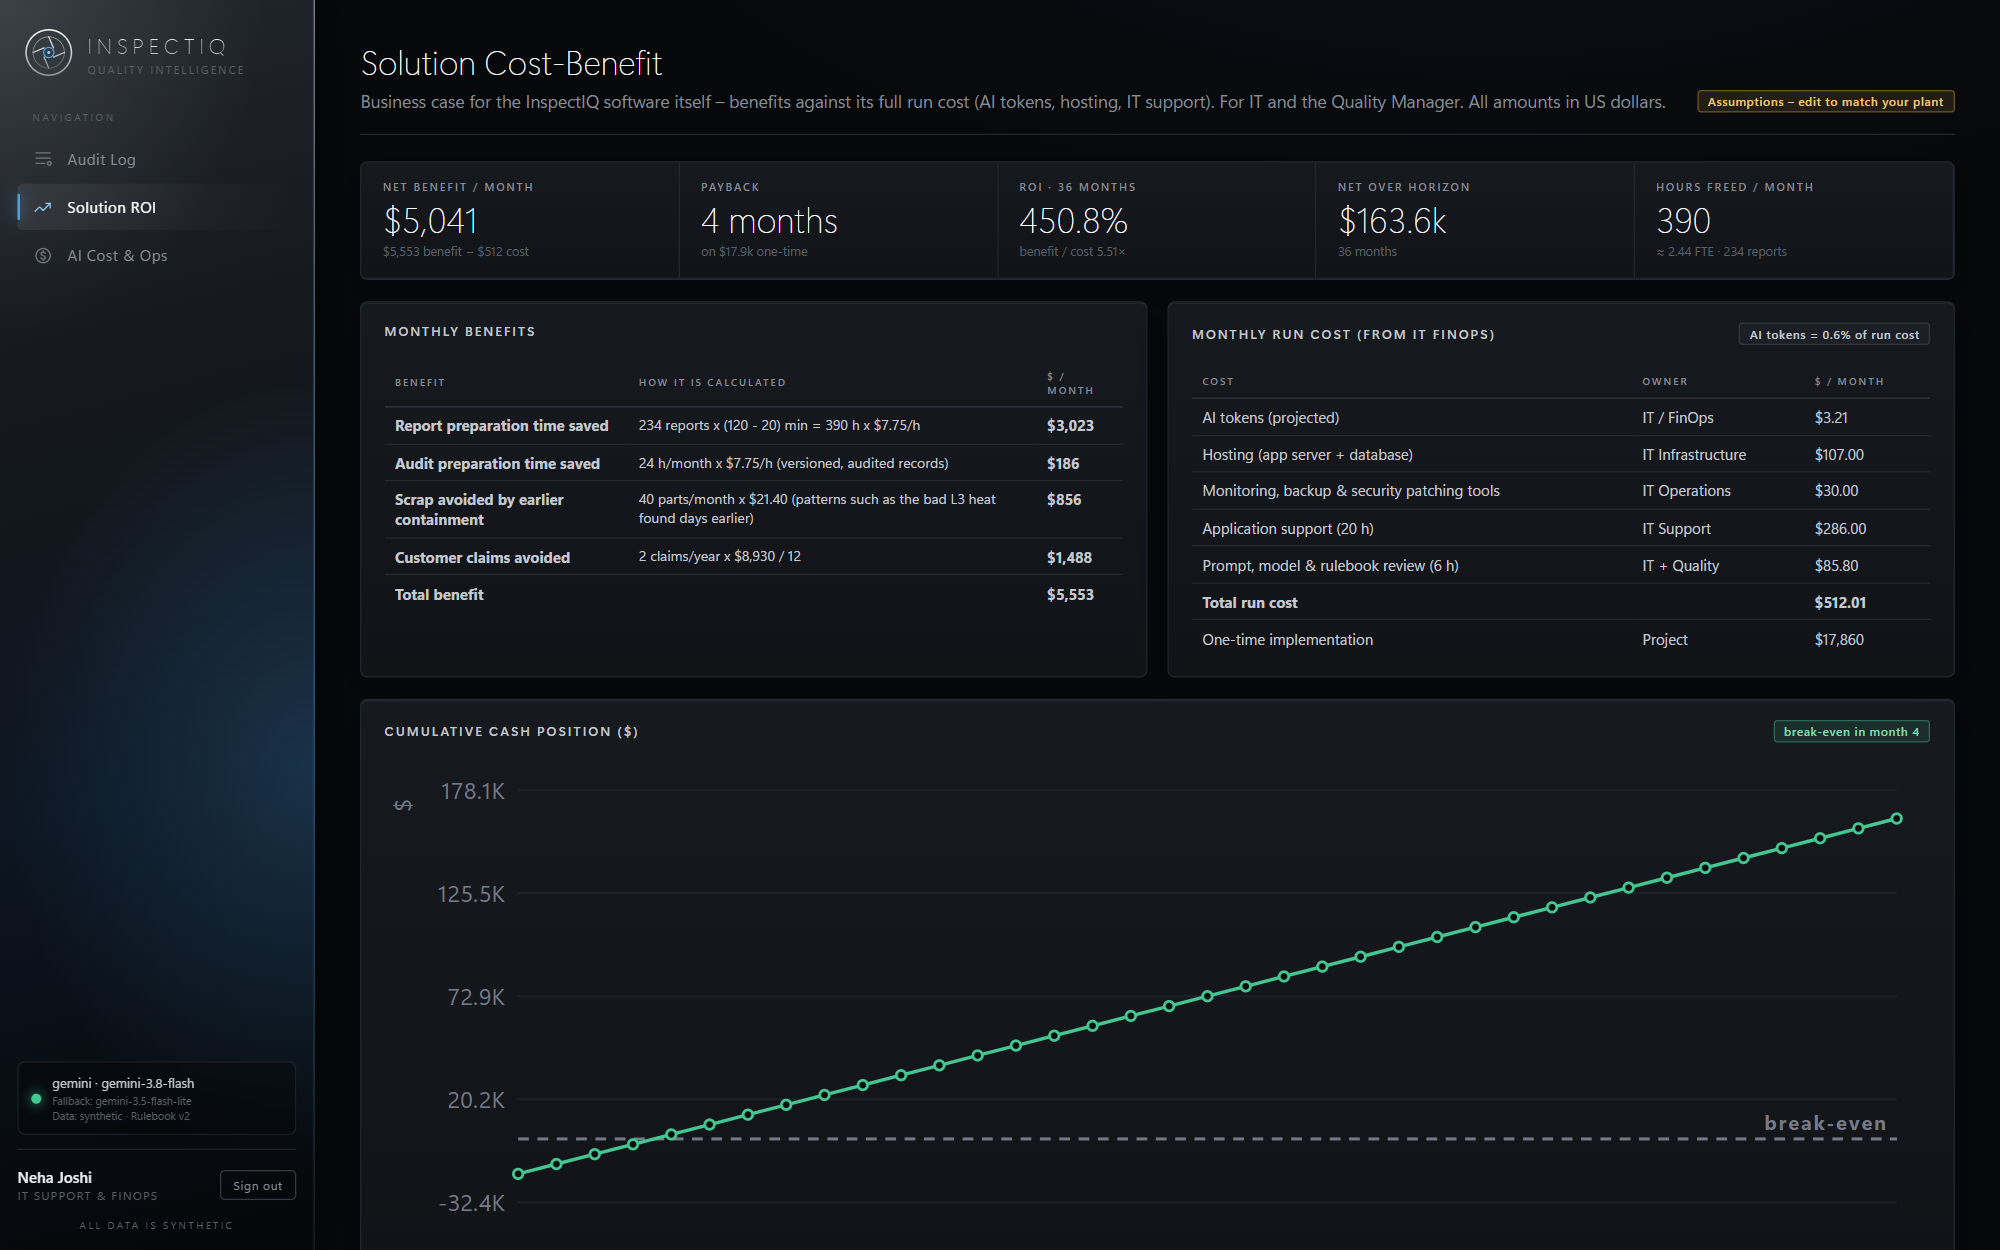 INSPECTIQ
QUALITY INTELLIGENCE
NAVIGATION
Audit Log
Solution ROI
AI Cost & Ops
gemini · gemini-3.8-flash
Fallback: gemini-3.5-flash-lite
Data: synthetic · Rulebook v2
Neha Joshi
IT SUPPORT & FINOPS
Sign out
ALL DATA IS SYNTHETIC
Solution Cost-Benefit
Business case for the InspectIQ software itself – benefits against its full run cost (AI tokens, hosting, IT support). For IT and the Quality Manager. All amounts in US dollars.
Assumptions – edit to match your plant
NET BENEFIT / MONTH
$5,041
$5,553 benefit – $512 cost
PAYBACK
4 months
on $17.9k one-time
ROI · 36 MONTHS
450.8%
benefit / cost 5.51×
NET OVER HORIZON
$163.6k
36 months
HOURS FREED / MONTH
390
≈ 2.44 FTE · 234 reports
MONTHLY BENEFITS
BENEFIT HOW IT IS CALCULATED $ /
MONTH
Report preparation time saved 234 reports x (120 - 20) min = 390 h x $7.75/h $3,023
Audit preparation time saved 24 h/month x $7.75/h (versioned, audited records) $186
Scrap avoided by earlier 40 parts/month x $21.40 (patterns such as the bad L3 heat $856
containment found days earlier)
Customer claims avoided 2 claims/year x $8,930 / 12 $1,488
Total benefit $5,553
MONTHLY RUN COST (FROM IT FINOPS)
AI tokens = 0.6% of run cost
COST OWNER $ / MONTH
AI tokens (projected) IT / FinOps $3.21
Hosting (app server + database) IT Infrastructure $107.00
Monitoring, backup & security patching tools IT Operations $30.00
Application support (20 h) IT Support $286.00
Prompt, model & rulebook review (6 h) IT + Quality $85.80
Total run cost $512.01
One-time implementation Project $17,860
CUMULATIVE CASH POSITION ($)
break-even in month 4
$
178.1K
125.5K
72.9K
20.2K
break-even
-32.4K